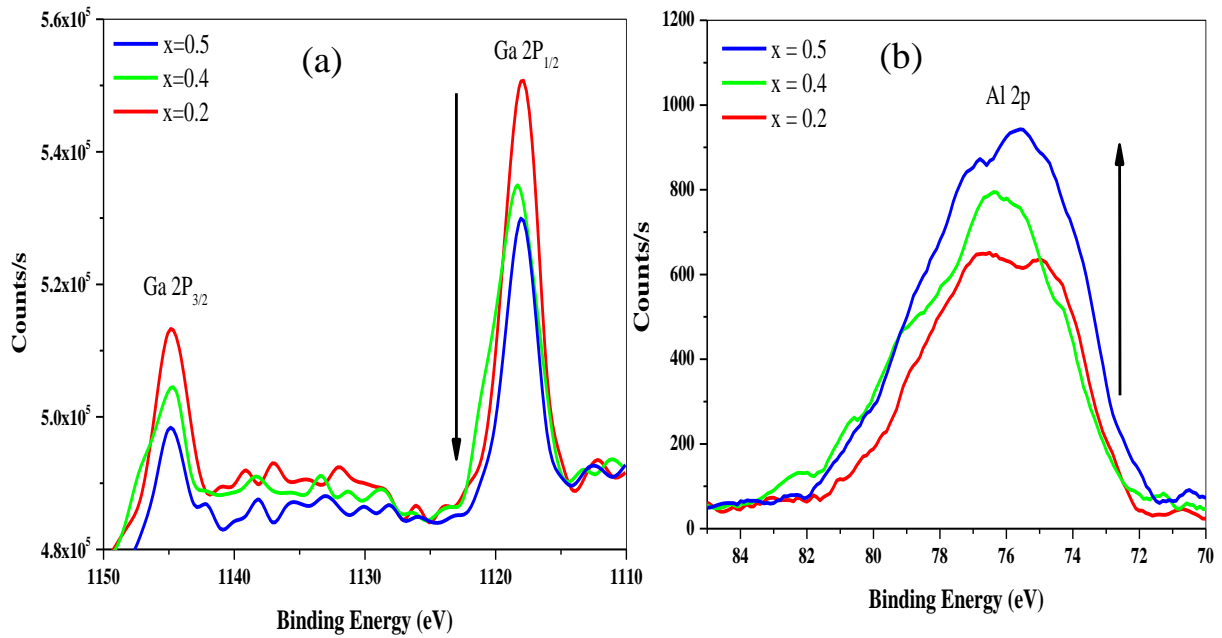 (a)
x=0.5
x=0.4
x=0.2
Ga 2P1/2
Ga 2P3/2
5.6x10^5
5.4x10^5
5.2x10^5
5.0x10^5
4.8x10^5
Counts/s
1150 1140 1130 1120 1110
Binding Energy (eV)
(b)
x = 0.5
x = 0.4
x = 0.2
Al 2p
1200
1000
800
600
400
200
0
Counts/s
84 82 80 78 76 74 72 70
Binding Energy (eV)